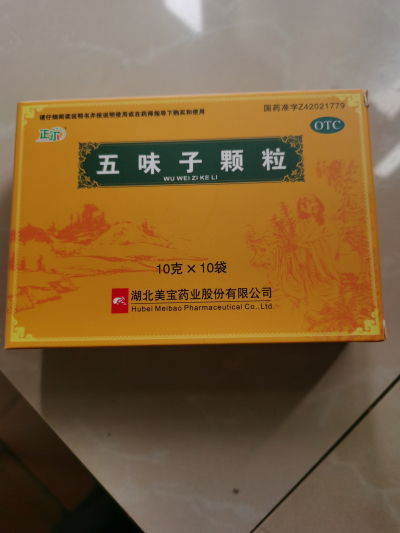 请仔细阅读说明书并按说明使用或在药师指导下购买和使用
国药准字Z42021779
OTC
五味子颗粒
WU WEI ZI KE LI
10克×10袋
湖北美宝药业股份有限公司
Hubei Meibao Pharmaceutical Co.,Ltd.